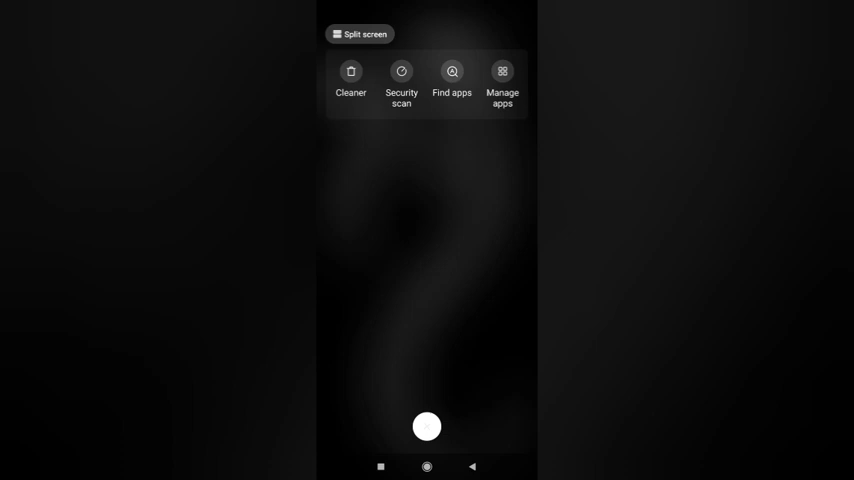 Split screen
Cleaner
Security
scan
Find apps
Manage
apps